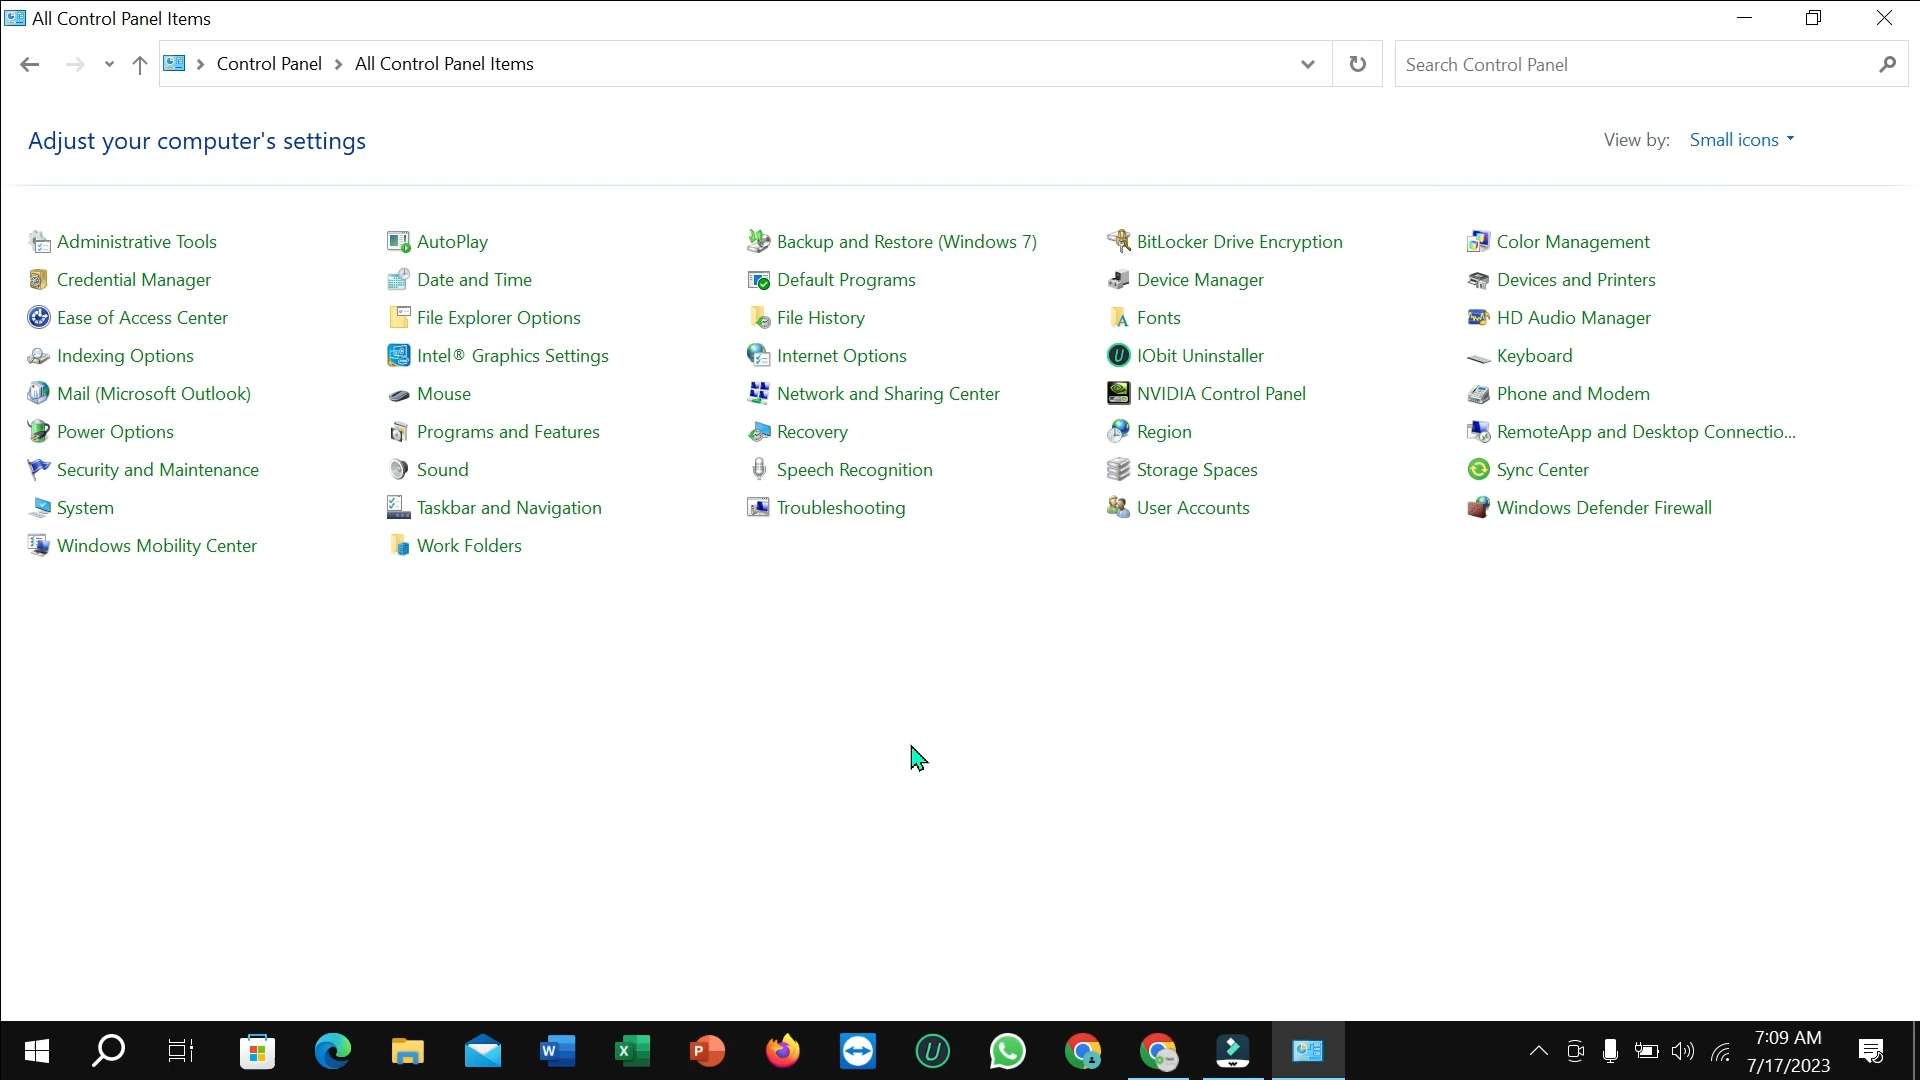 All Control Panel Items
Control Panel All Control Panel Items
Search Control Panel
Adjust your computer's settings
View by: Small icons
Administrative Tools AutoPlay Backup and Restore (Windows 7) BitLocker Drive Encryption Color Management
Credential Manager Date and Time Default Programs Device Manager Devices and Printers
Ease of Access Center File Explorer Options File History Fonts HD Audio Manager
Indexing Options Intel® Graphics Settings Internet Options IObit Uninstaller Keyboard
Mail (Microsoft Outlook) Mouse Network and Sharing Center NVIDIA Control Panel Phone and Modem
Power Options Programs and Features Recovery Region RemoteApp and Desktop Connectio...
Security and Maintenance Sound Speech Recognition Storage Spaces Sync Center
System Taskbar and Navigation Troubleshooting User Accounts Windows Defender Firewall
Windows Mobility Center Work Folders
7:09 AM
7/17/2023